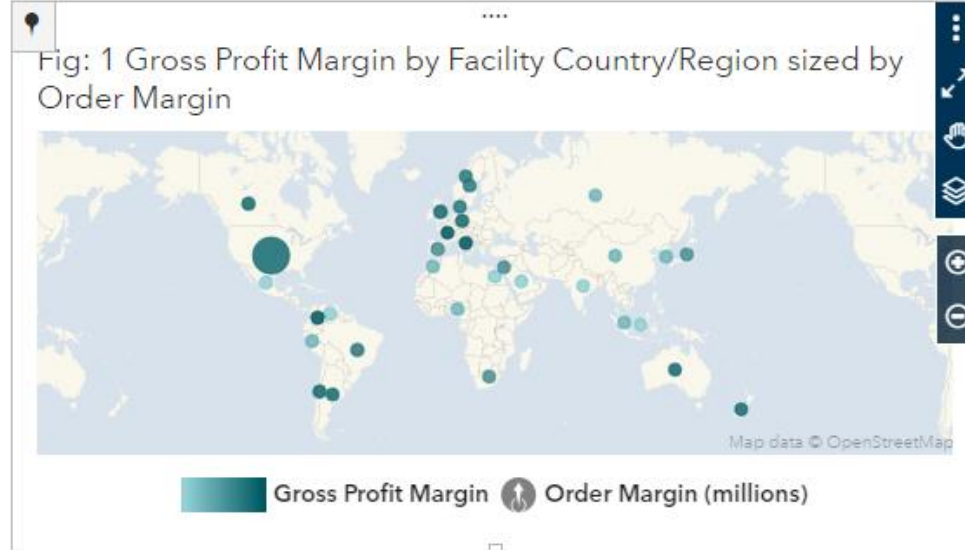 Fig: 1 Gross Profit Margin by Facility Country/Region sized by
Order Margin
Map data © OpenStreetMap
Gross Profit Margin Order Margin (millions)